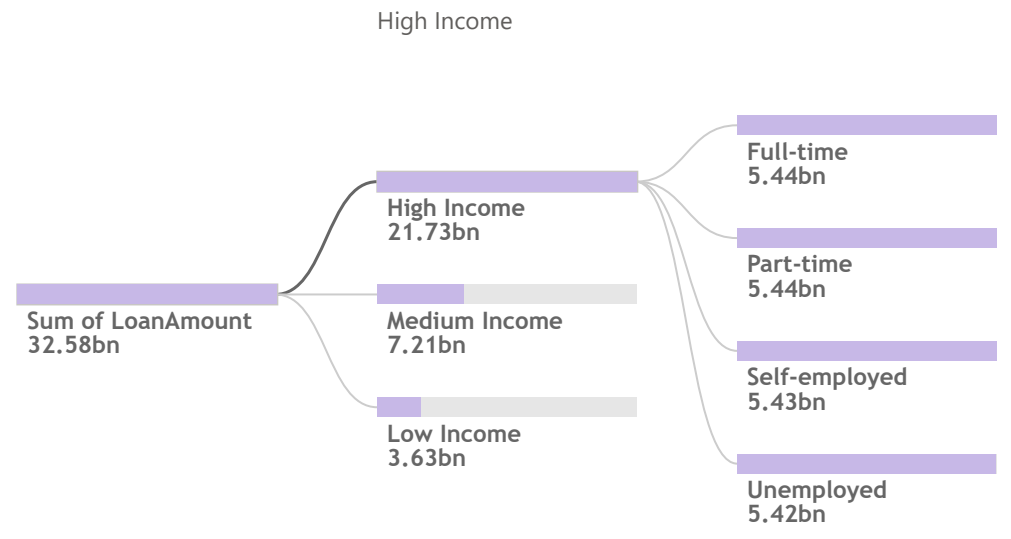 High Income
Sum of LoanAmount
32.58bn
High Income
21.73bn
Medium Income
7.21bn
Low Income
3.63bn
Full-time
5.44bn
Part-time
5.44bn
Self-employed
5.43bn
Unemployed
5.42bn